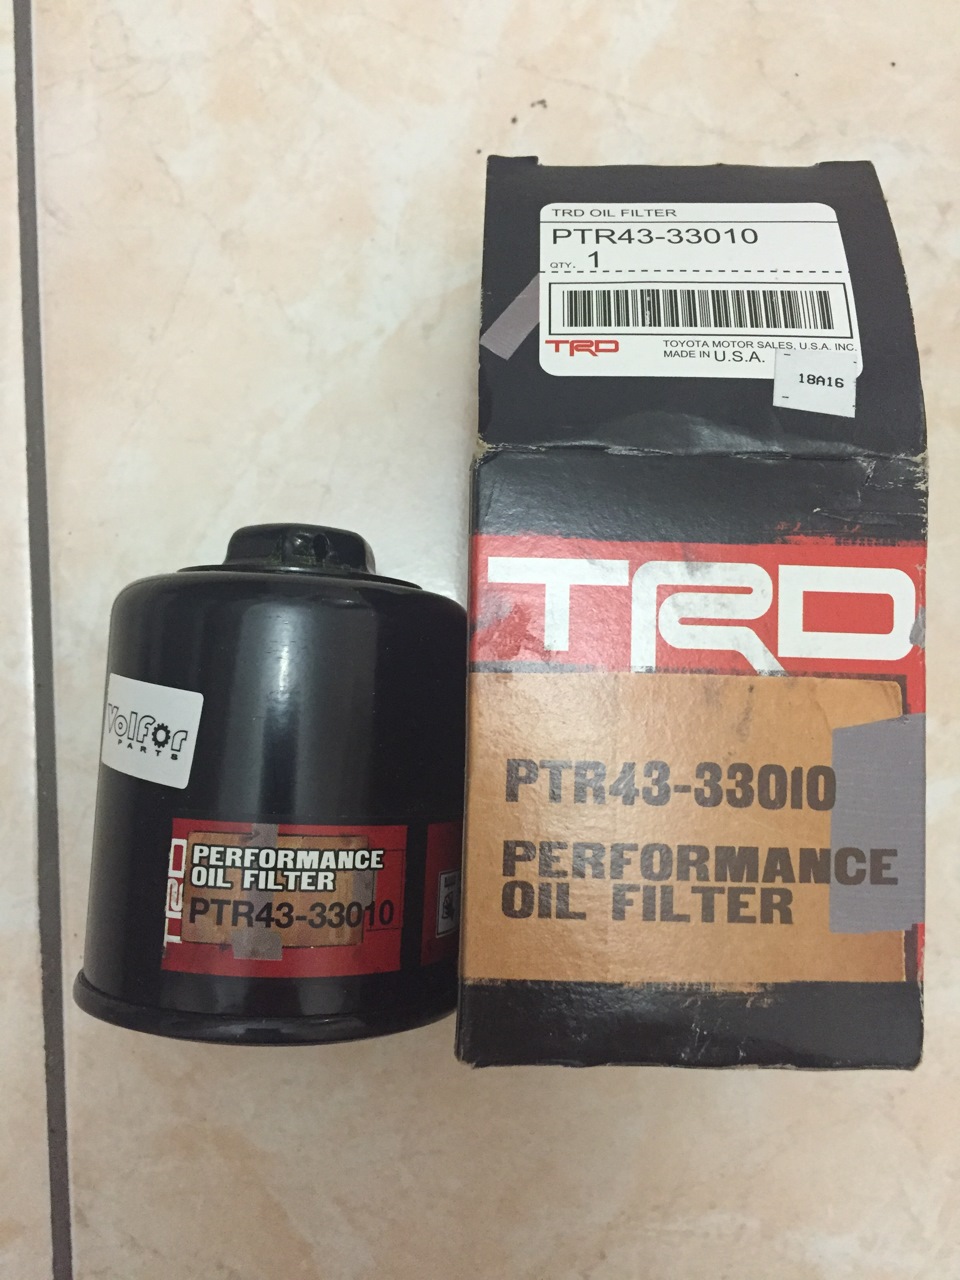 TRD OIL FILTER
PTR43-33010
QTY. 1
TRD
TOYOTA MOTOR SALES, U.S.A. INC.
MADE IN U.S.A.
18A16
TRD
PTR43-33010
PERFORMANCE
OIL FILTER
Volfor
PARTS
TRD
PERFORMANCE
OIL FILTER
PTR43-33010